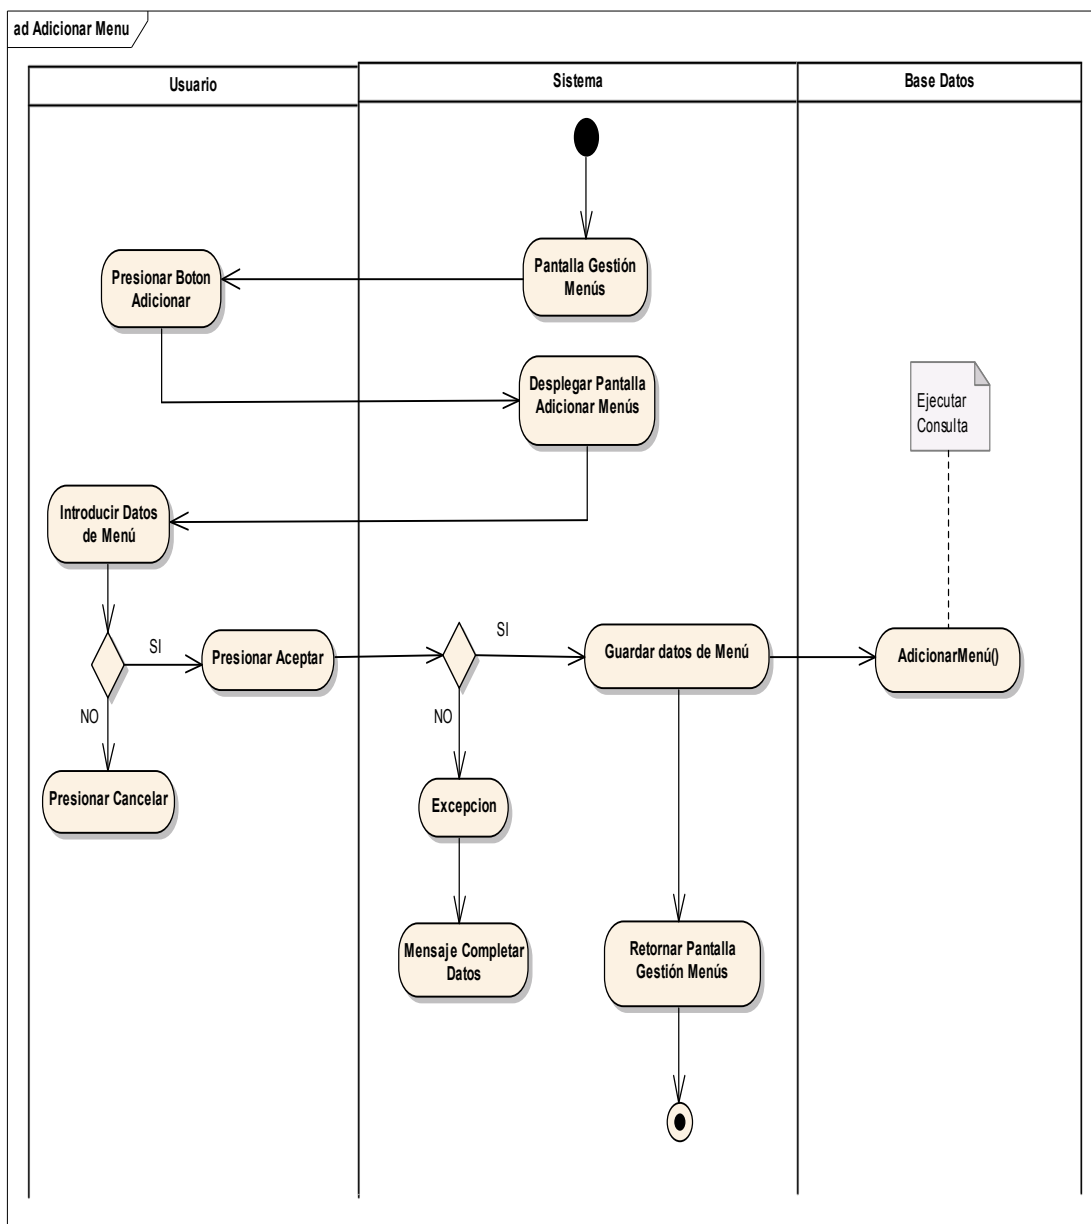 ad Adicionar Menu
Usuario
Sistema
Base Datos
Pantalla Gestión
Menús
Presionar Boton
Adicionar
Desplegar Pantalla
Adicionar Menús
Ejecutar
Consulta
Introducir Datos
de Menú
SI
Presionar Aceptar
SI
Guardar datos de Menú
AdicionarMenú()
NO
NO
Presionar Cancelar
Excepcion
Mensaje Completar
Datos
Retornar Pantalla
Gestión Menús